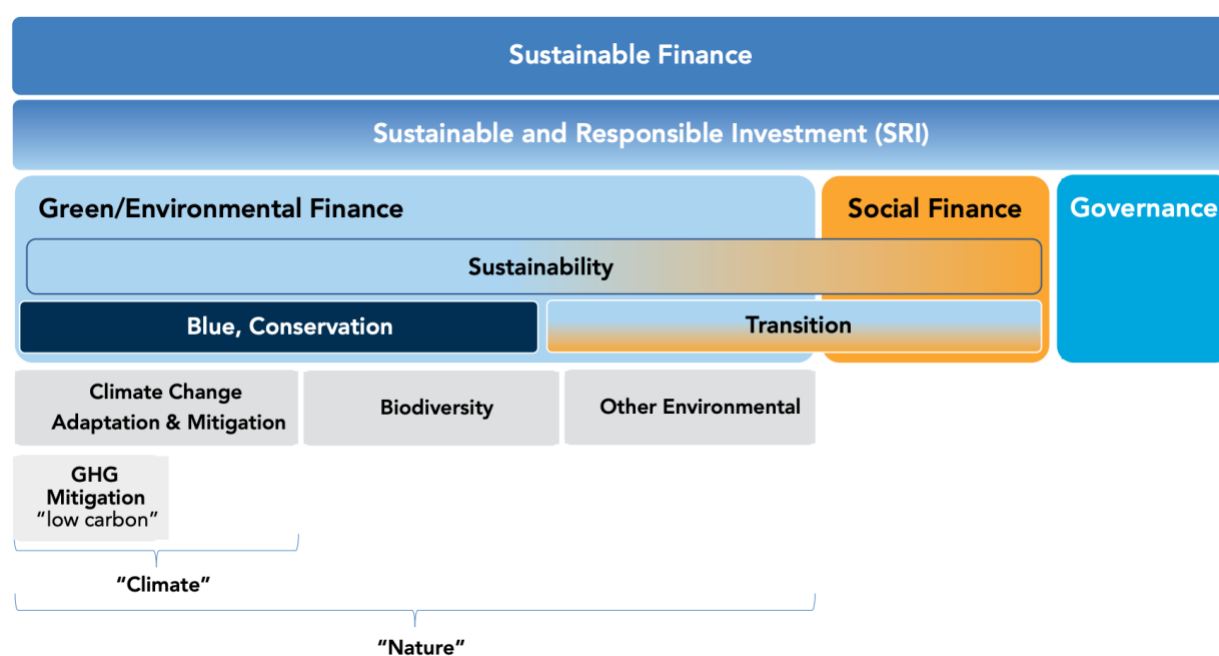 Sustainable Finance
Sustainable and Responsible Investment (SRI)
Green/Environmental Finance
Social Finance
Governance
Sustainability
Blue, Conservation
Transition
Climate Change
Adaptation & Mitigation
Biodiversity
Other Environmental
GHG
Mitigation
“low carbon”
“Climate”
“Nature”